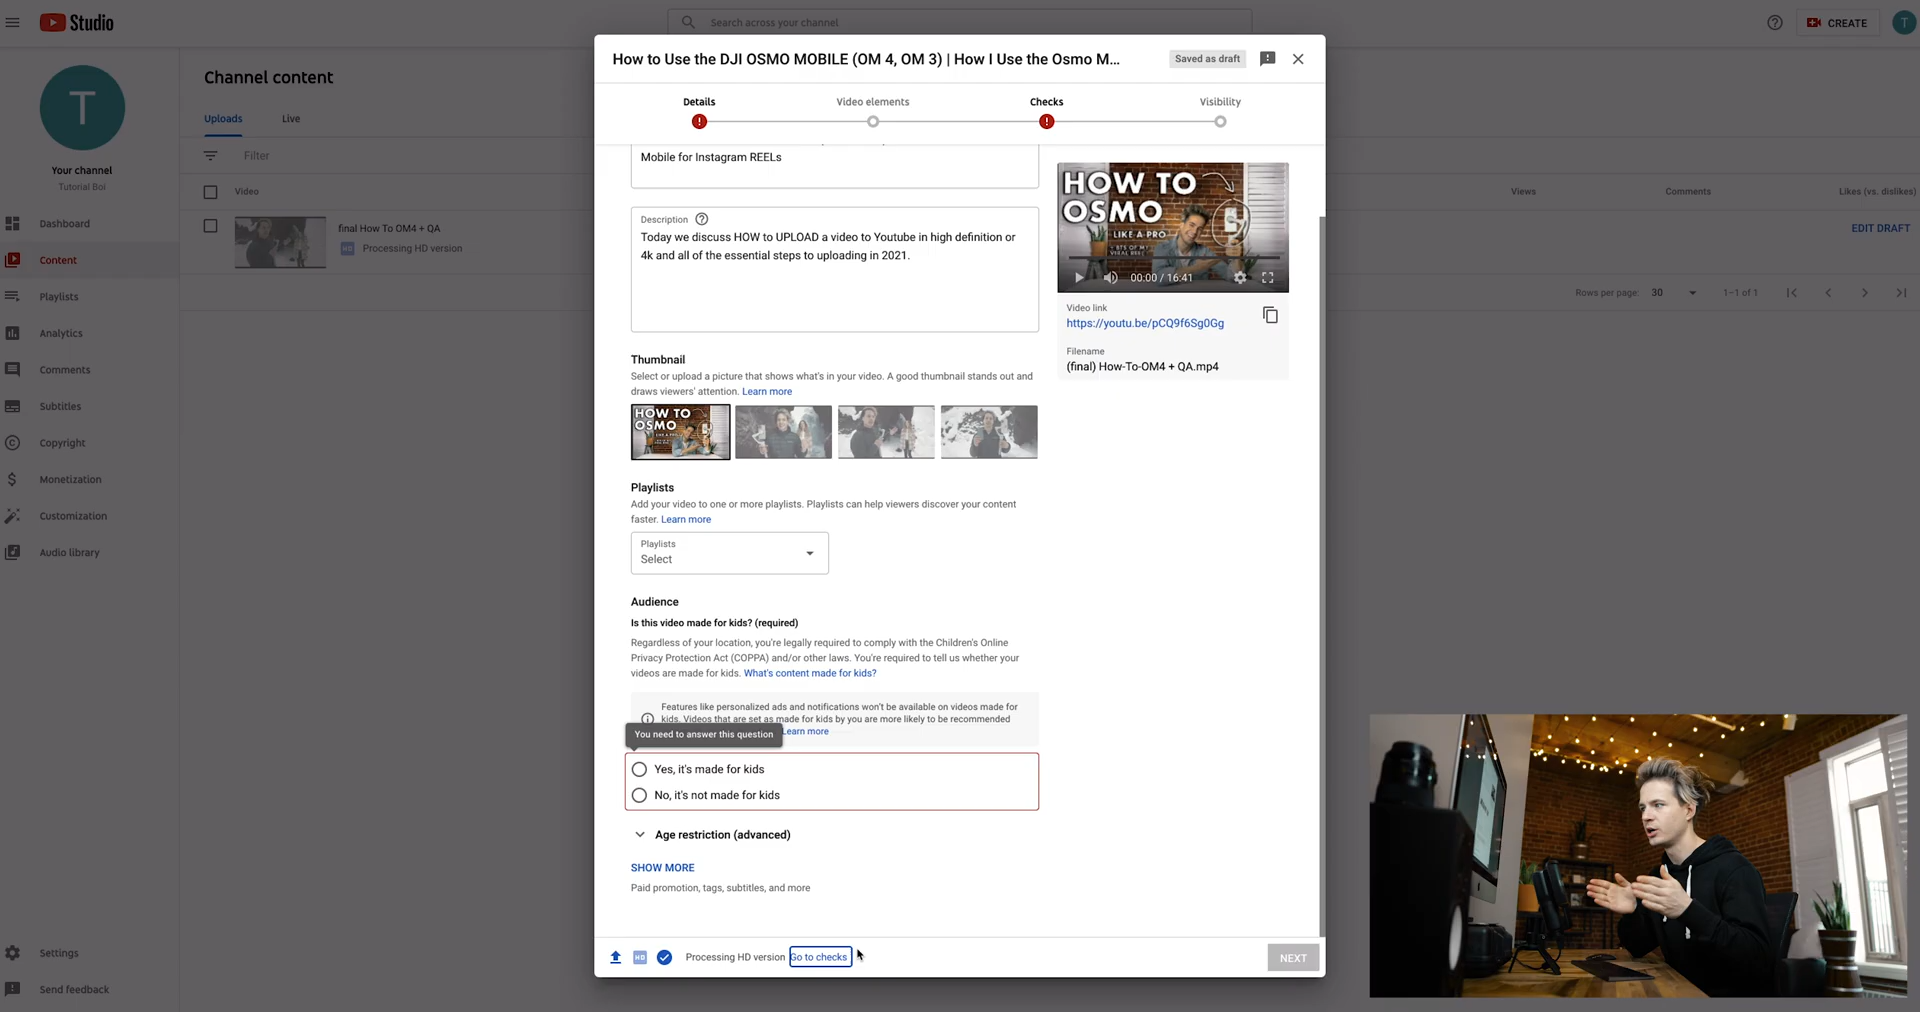 Studio
Search across your channel
CREATE
T
T
Your channel
Tutorial Boi
Dashboard
Content
Playlists
Analytics
Comments
Subtitles
Copyright
Monetization
Customization
Audio library
Settings
Send feedback
Channel content
Uploads
Live
Filter
Video
Views
Comments
Likes (vs. dislikes)
final How To OM4 + QA
HD Processing HD version
EDIT DRAFT
Rows per page: 30
1–1 of 1
How to Use the DJI OSMO MOBILE (OM 4, OM 3) | How I Use the Osmo M...
Saved as draft
Details
Video elements
Checks
Visibility
Mobile for Instagram REELs
Description
Today we discuss HOW to UPLOAD a video to Youtube in high definition or
4k and all of the essential steps to uploading in 2021.
Thumbnail
Select or upload a picture that shows what's in your video. A good thumbnail stands out and
draws viewers' attention. Learn more
HOW TO
OSMO
LIKE A PRO
Playlists
Add your video to one or more playlists. Playlists can help viewers discover your content
faster. Learn more
Playlists
Select
Audience
Is this video made for kids? (required)
Regardless of your location, you're legally required to comply with the Children's Online
Privacy Protection Act (COPPA) and/or other laws. You're required to tell us whether your
videos are made for kids. What's content made for kids?
Features like personalized ads and notifications won't be available on videos made for
kids. Videos that are set as made for kids by you are more likely to be recommended
Learn more
You need to answer this question
Yes, it's made for kids
No, it's not made for kids
Age restriction (advanced)
SHOW MORE
Paid promotion, tags, subtitles, and more
HD
Processing HD version
Go to checks
NEXT
HOW TO
OSMO
LIKE A-PRO
00:00 / 16:41
Video link
https://youtu.be/pCQ9f6Sg0Gg
Filename
(final) How-To-OM4 + QA.mp4